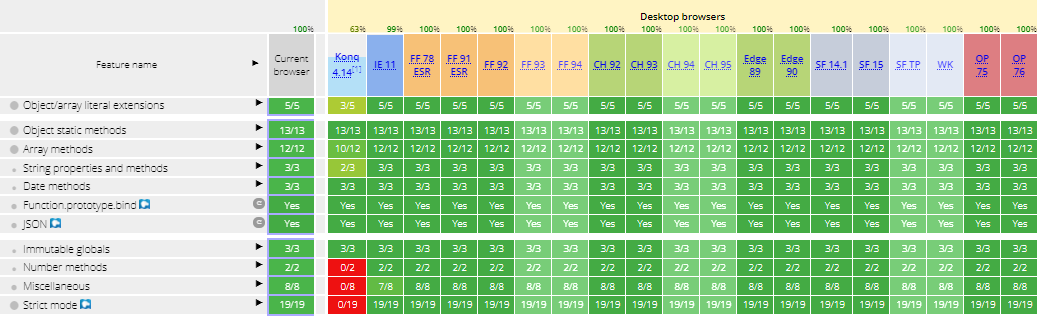 Desktop browsers
100% 63% 99% 100% 100% 100% 100% 100% 100% 100% 100% 100% 100% 100% 100% 100% 100% 100% 100% 100%
Feature name ► Current browser Konq 4.14[1] IE 11 FF 78 ESR FF 91 ESR FF 92 FF 93 FF 94 CH 92 CH 93 CH 94 CH 95 Edge 89 Edge 90 SF 14.1 SF 15 SF TP WK OP 75 OP 76
Object/array literal extensions ► 5/5 3/5 5/5 5/5 5/5 5/5 5/5 5/5 5/5 5/5 5/5 5/5 5/5 5/5 5/5 5/5 5/5 5/5 5/5 5/5
Object static methods ► 13/13 13/13 13/13 13/13 13/13 13/13 13/13 13/13 13/13 13/13 13/13 13/13 13/13 13/13 13/13 13/13 13/13 13/13 13/13 13/13
Array methods ► 12/12 10/12 12/12 12/12 12/12 12/12 12/12 12/12 12/12 12/12 12/12 12/12 12/12 12/12 12/12 12/12 12/12 12/12 12/12 12/12
String properties and methods ► 3/3 2/3 3/3 3/3 3/3 3/3 3/3 3/3 3/3 3/3 3/3 3/3 3/3 3/3 3/3 3/3 3/3 3/3 3/3 3/3
Date methods ► 3/3 3/3 3/3 3/3 3/3 3/3 3/3 3/3 3/3 3/3 3/3 3/3 3/3 3/3 3/3 3/3 3/3 3/3 3/3 3/3
Function.prototype.bind C Yes Yes Yes Yes Yes Yes Yes Yes Yes Yes Yes Yes Yes Yes Yes Yes Yes Yes Yes Yes
JSON C Yes Yes Yes Yes Yes Yes Yes Yes Yes Yes Yes Yes Yes Yes Yes Yes Yes Yes Yes Yes
Immutable globals ► 3/3 3/3 3/3 3/3 3/3 3/3 3/3 3/3 3/3 3/3 3/3 3/3 3/3 3/3 3/3 3/3 3/3 3/3 3/3 3/3
Number methods ► 2/2 0/2 2/2 2/2 2/2 2/2 2/2 2/2 2/2 2/2 2/2 2/2 2/2 2/2 2/2 2/2 2/2 2/2 2/2 2/2
Miscellaneous ► 8/8 0/8 7/8 8/8 8/8 8/8 8/8 8/8 8/8 8/8 8/8 8/8 8/8 8/8 8/8 8/8 8/8 8/8 8/8 8/8
Strict mode ► 19/19 0/19 19/19 19/19 19/19 19/19 19/19 19/19 19/19 19/19 19/19 19/19 19/19 19/19 19/19 19/19 19/19 19/19 19/19 19/19